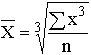 X̅ = ∛(∑x³ / n)